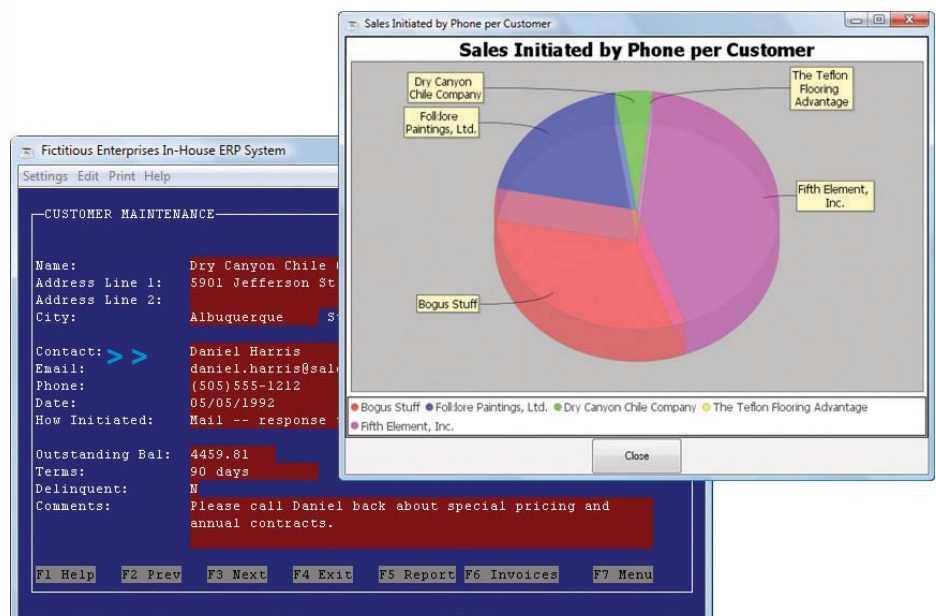 Sales Initiated by Phone per Customer
Sales Initiated by Phone per Customer
Dry Canyon
Chile Company
The Teflon
Flooring
Advantage
Folklore
Paintings, Ltd.
Fifth Element,
Inc.
Bogus Stuff
Bogus Stuff Folklore Paintings, Ltd. Dry Canyon Chile Company The Teflon Flooring Advantage
Fifth Element, Inc.
Close
Fictitious Enterprises In-House ERP System
Settings Edit Print Help
CUSTOMER MAINTENANCE
Name: Dry Canyon Chile
Address Line 1: 5901 Jefferson St
Address Line 2:
City: Albuquerque
Contact: >> Daniel Harris
Email: daniel.harris@sal
Phone: (505)555-1212
Date: 05/05/1992
How Initiated: Mail -- response
Outstanding Bal: 4459.81
Terms: 90 days
Delinquent: N
Comments: Please call Daniel back about special pricing and
annual contracts.
F1 Help F2 Prev F3 Next F4 Exit F5 Report F6 Invoices F7 Menu